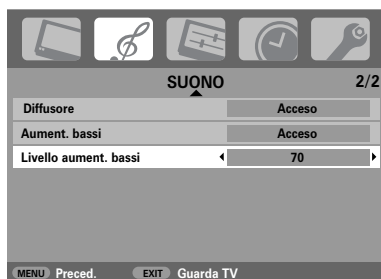 SUONO 2/2
Diffusore Acceso
Aument. bassi Acceso
Livello aument. bassi 70
MENU Preced. EXIT Guarda TV